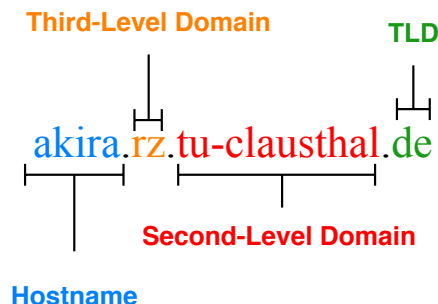 Third-Level Domain
TLD
akira.rz.tu-clausthal.de
Second-Level Domain
Hostname